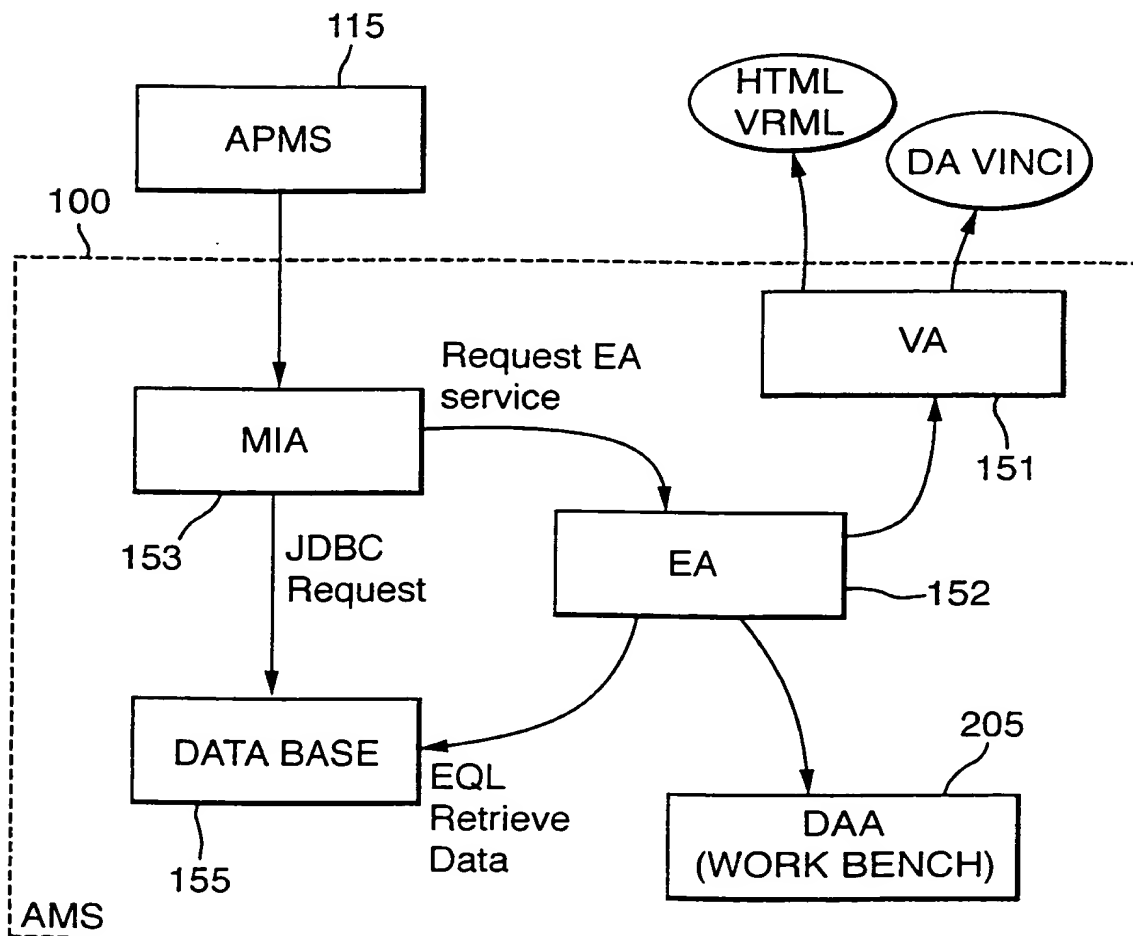 115
APMS
HTML
VRML
DA VINCI
100
VA
151
Request EA
service
MIA
153
JDBC
Request
EA
152
DATA BASE
155
EQL
Retrieve
Data
205
DAA
(WORK BENCH)
AMS